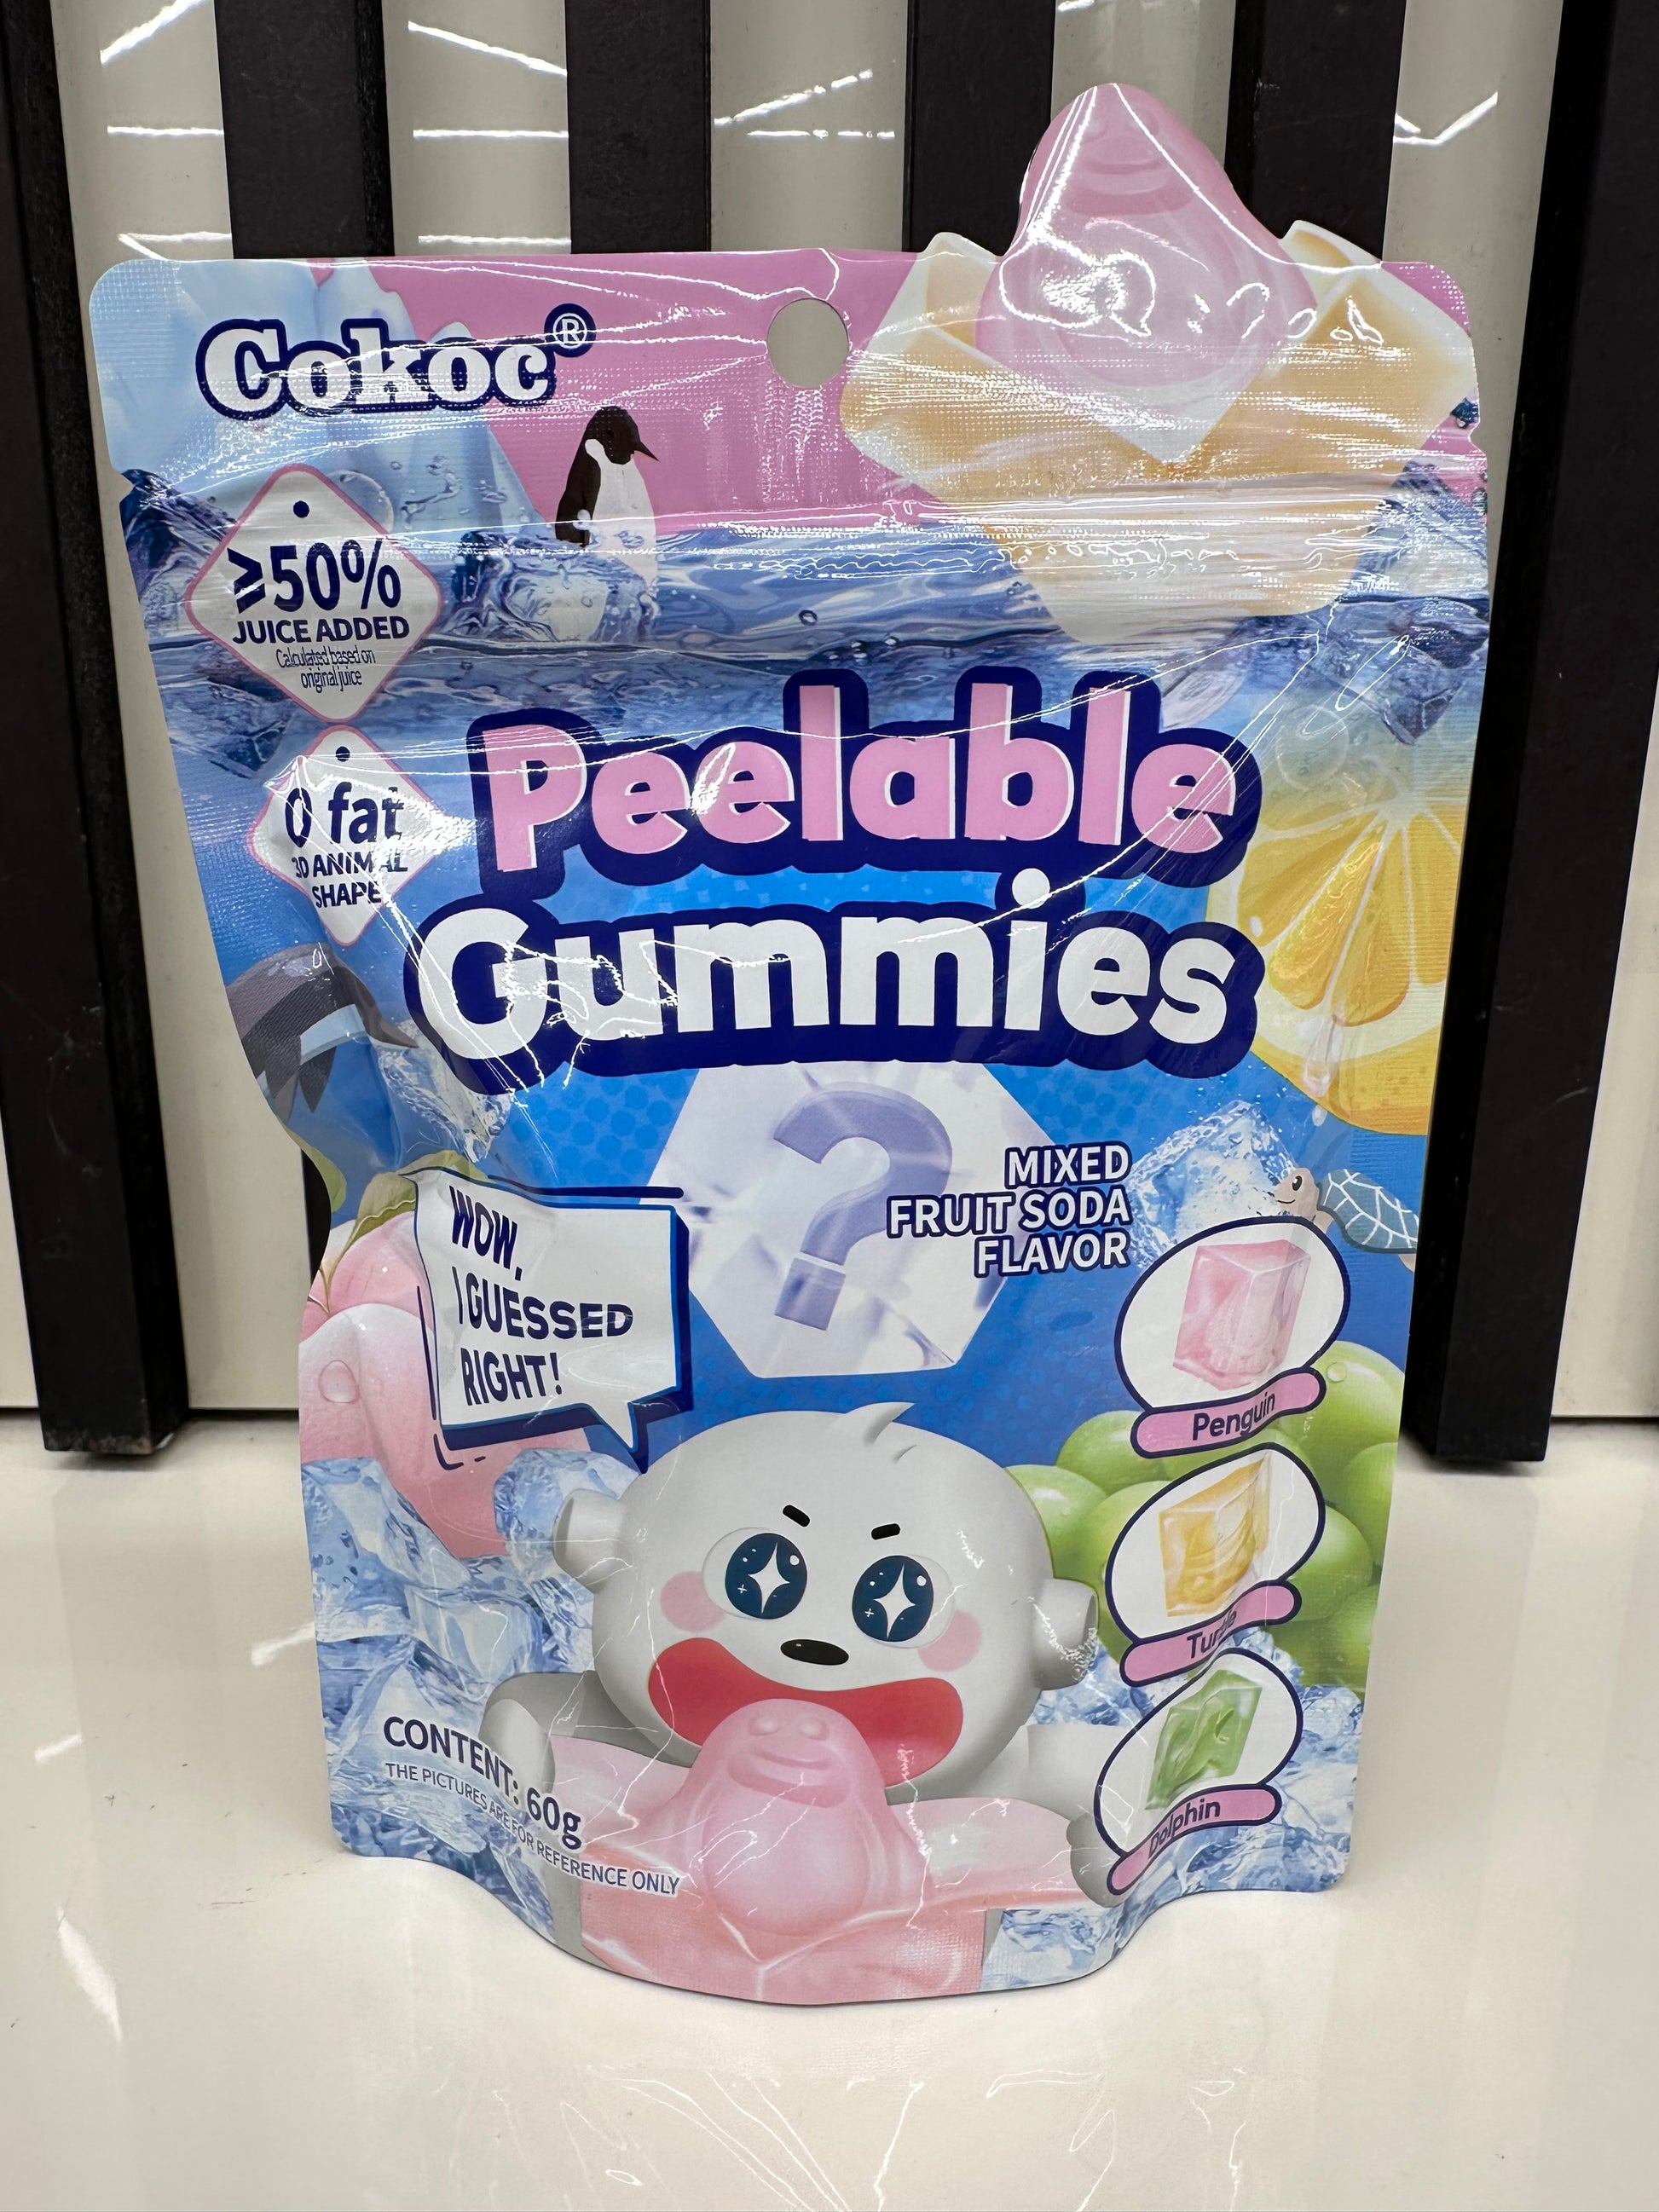 Cokoc®
≥50%
JUICE ADDED
Calculated based on
original juice
0 fat
3D ANIMAL
SHAPE
Peelable
Gummies
?
MIXED
FRUIT SODA
FLAVOR
WOW,
I GUESSED
RIGHT!
Penguin
Turtle
Dolphin
CONTENT: 60g
THE PICTURES ARE FOR REFERENCE ONLY